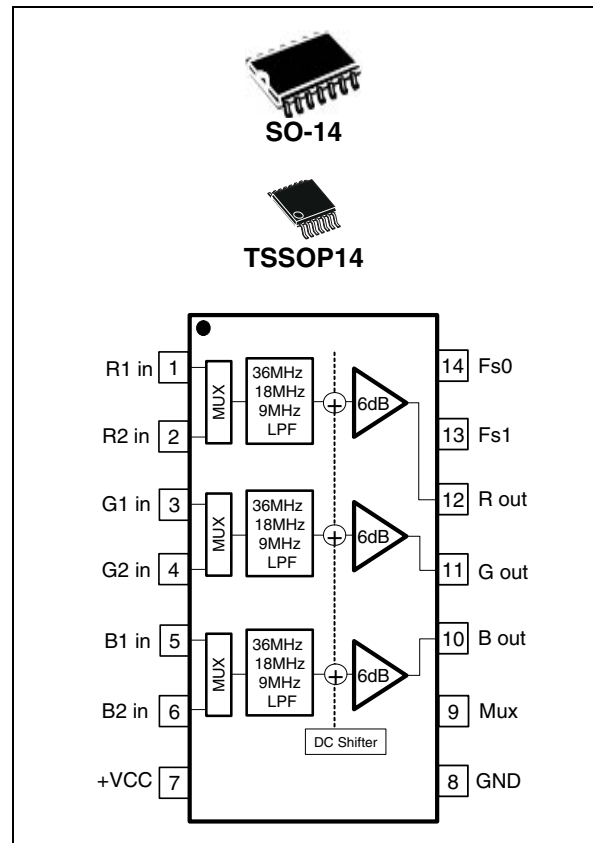 SO-14
TSSOP14
R1 in 1
R2 in 2
G1 in 3
G2 in 4
B1 in 5
B2 in 6
+VCC 7
MUX
36MHz
18MHz
9MHz
LPF
+
6dB
MUX
36MHz
18MHz
9MHz
LPF
+
6dB
MUX
36MHz
18MHz
9MHz
LPF
+
6dB
DC Shifter
14 Fs0
13 Fs1
12 R out
11 G out
10 B out
9 Mux
8 GND